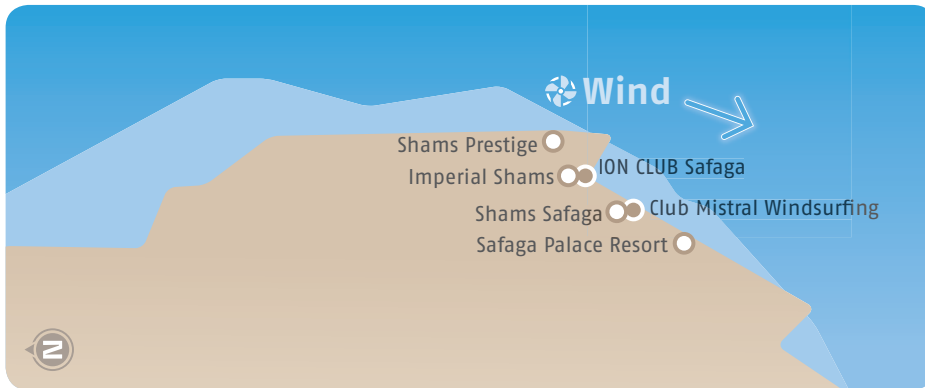 Wind
Shams Prestige
ION CLUB Safaga
Imperial Shams
Club Mistral Windsurfing
Shams Safaga
Safaga Palace Resort
N